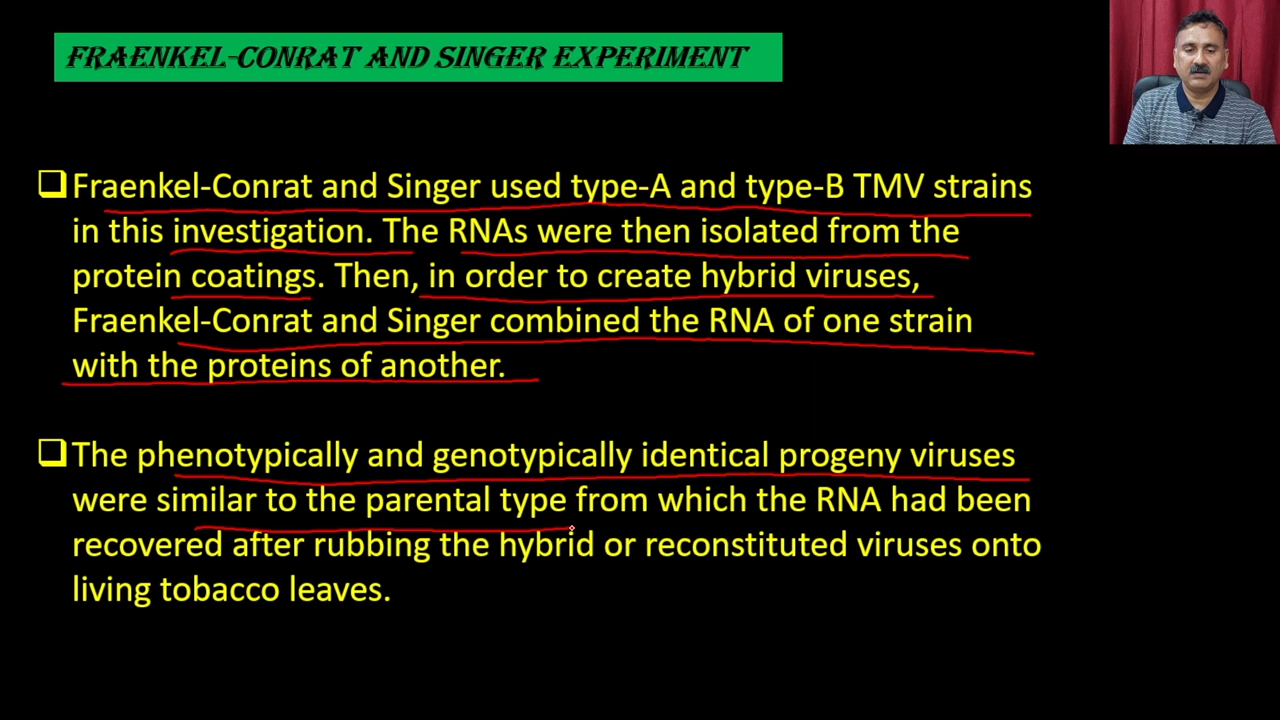 FRAENKEL-CONRAT AND SINGER EXPERIMENT
Fraenkel-Conrat and Singer used type-A and type-B TMV strains
in this investigation. The RNAs were then isolated from the
protein coatings. Then, in order to create hybrid viruses,
Fraenkel-Conrat and Singer combined the RNA of one strain
with the proteins of another.
The phenotypically and genotypically identical progeny viruses
were similar to the parental type from which the RNA had been
recovered after rubbing the hybrid or reconstituted viruses onto
living tobacco leaves.